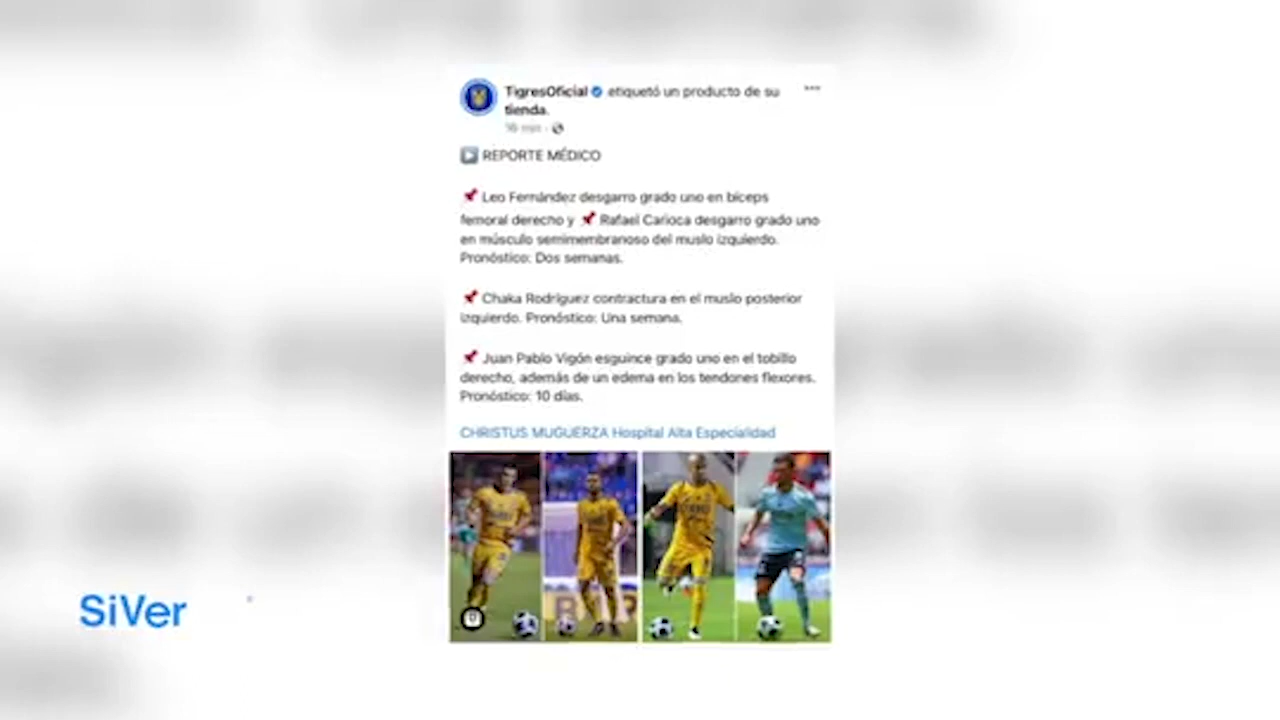 TigresOficial etiquetó un producto de su
tienda.
16 min
REPORTE MÉDICO
Leo Fernández desgarro grado uno en bíceps
femoral derecho y Rafael Carioca desgarro grado uno
en músculo semimembranoso del muslo izquierdo.
Pronóstico: Dos semanas.
Chaka Rodríguez contractura en el muslo posterior
izquierdo. Pronóstico: Una semana.
Juan Pablo Vigón esguince grado uno en el tobillo
derecho, además de un edema en los tendones flexores.
Pronóstico: 10 días.
CHRISTUS MUGUERZA Hospital Alta Especialidad
SiVer